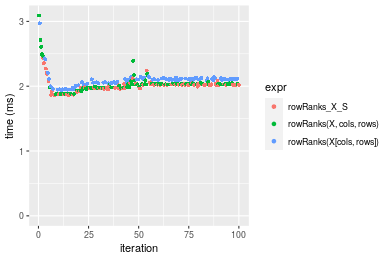 3
2
1
0
time (ms)
0
25
50
75
100
iteration
expr
rowRanks_X_S
rowRanks(X, cols, rows)
rowRanks(X[cols, rows])